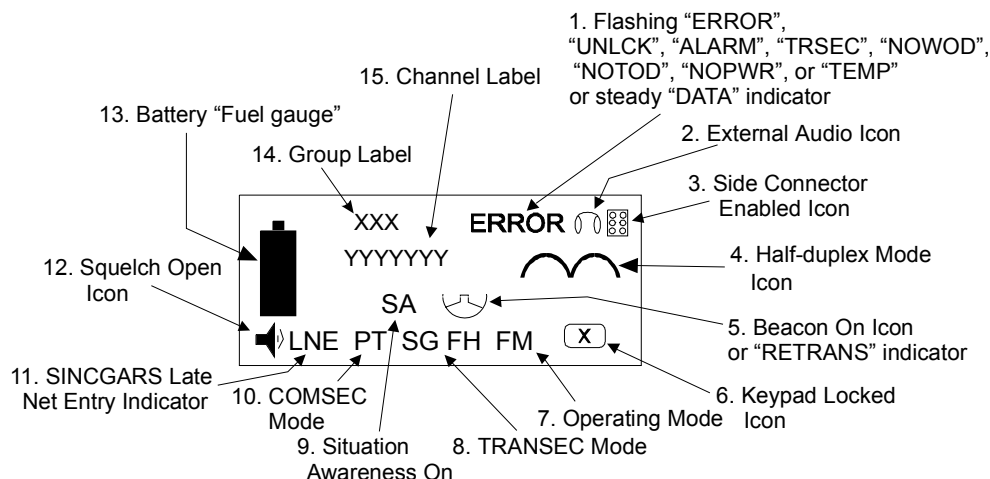 1. Flashing “ERROR”,
“UNLCK”, “ALARM”, “TRSEC”, “NOWOD”,
“NOTOD”, “NOPWR”, or “TEMP”
or steady “DATA” indicator
15. Channel Label
13. Battery “Fuel gauge”
2. External Audio Icon
14. Group Label
3. Side Connector
Enabled Icon
XXX
ERROR
YYYYYYY
4. Half-duplex Mode
Icon
12. Squelch Open
Icon
SA
5. Beacon On Icon
or “RETRANS” indicator
LNE PT SG FH FM
X
11. SINCGARS Late
Net Entry Indicator
10. COMSEC
Mode
6. Keypad Locked
Icon
7. Operating Mode
9. Situation
Awareness On
8. TRANSEC Mode